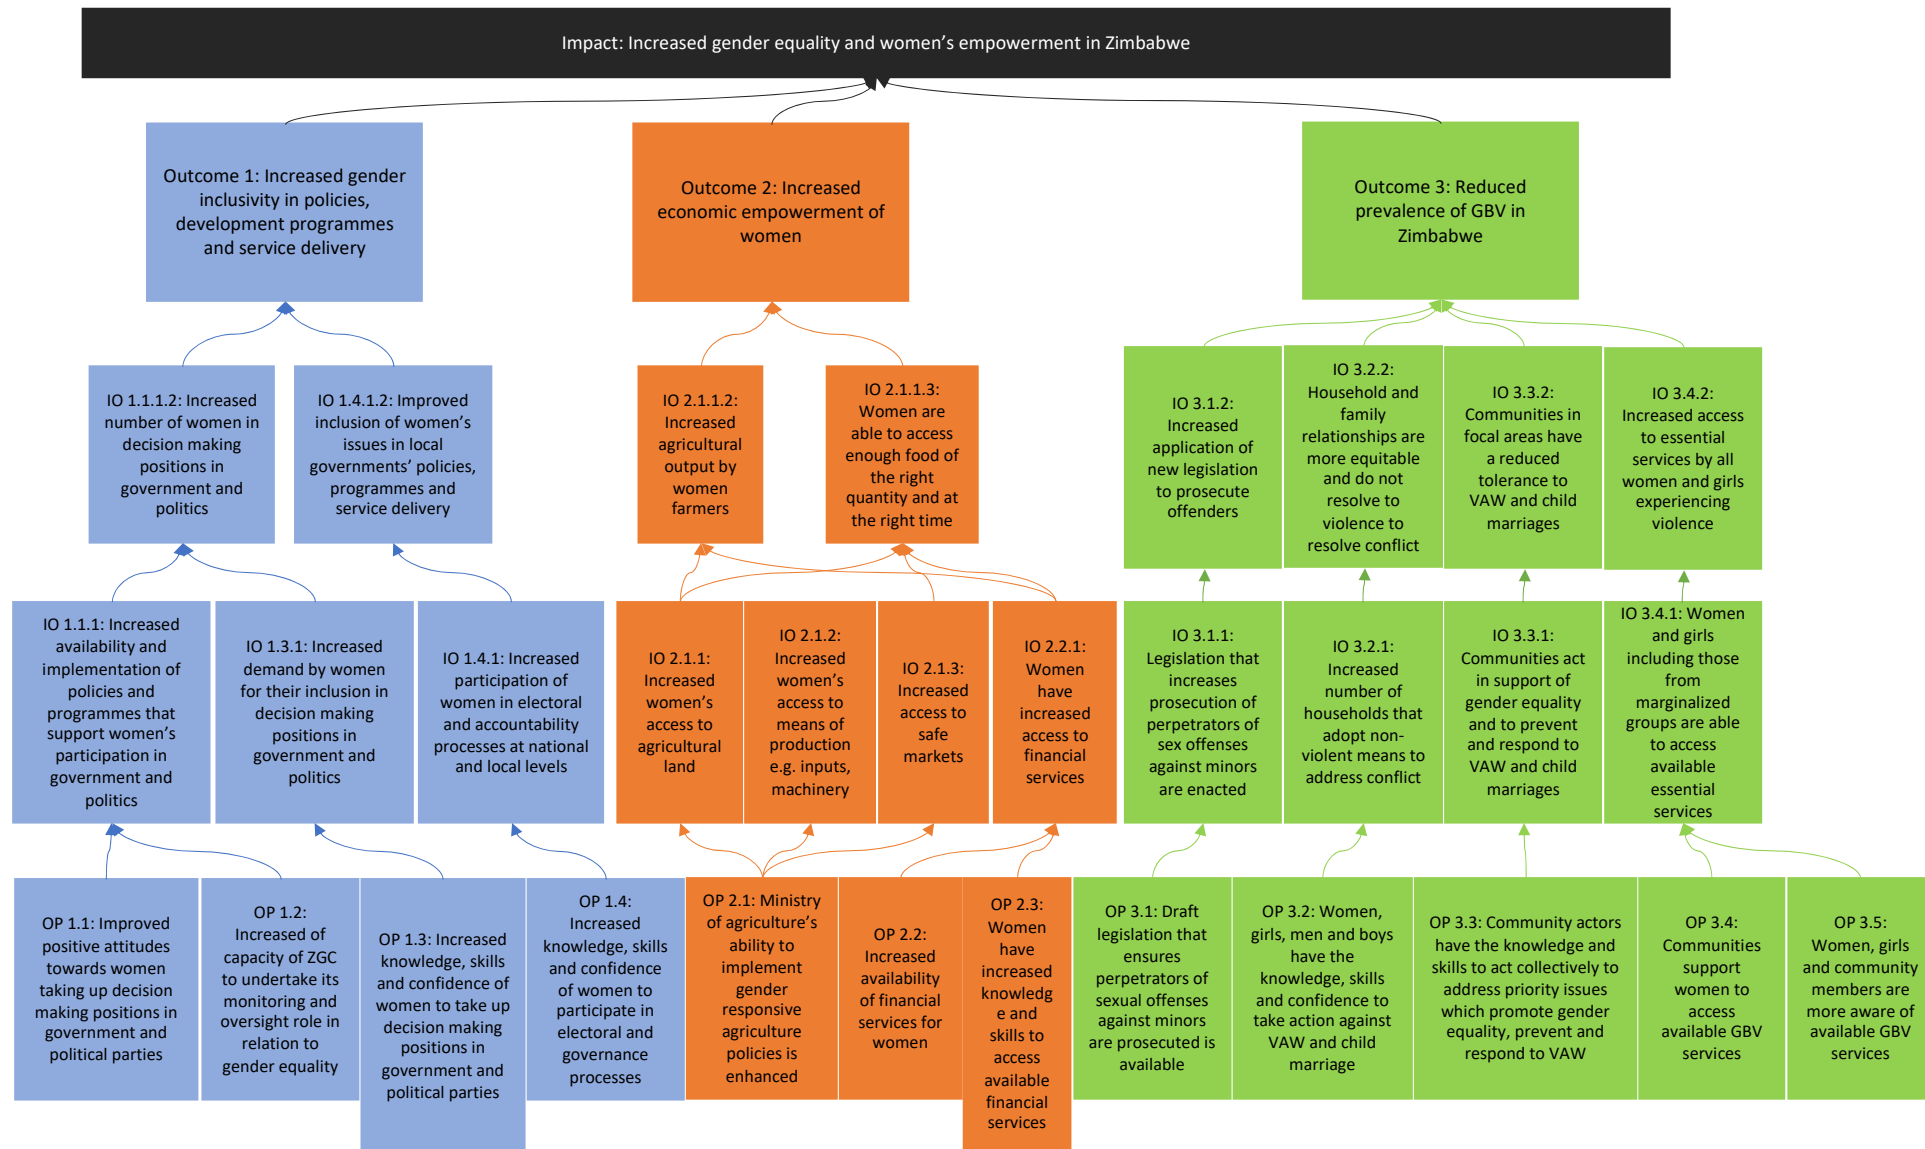 Impact: Increased gender equality and women's empowerment in Zimbabwe
Outcome 1: Increased gender
inclusivity in policies,
development programmes
and service delivery
Outcome 2: Increased
economic empowerment of
women
Outcome 3: Reduced
prevalence of GBV in
Zimbabwe
IO 1.1.1.2: Increased
number of women in
decision making
positions in
government and
politics
IO 1.4.1.2: Improved
inclusion of women's
issues in local
governments' policies,
programmes and
service delivery
IO 2.1.1.2:
Increased
agricultural
output by
women
farmers
IO 2.1.1.3:
Women are
able to access
enough food of
the right
quantity and at
the right time
IO 3.1.2:
Increased
application of
new legislation
to prosecute
offenders
IO 3.2.2:
Household and
family
relationships are
more equitable
and do not
resolve to
violence to
resolve conflict
IO 3.3.2:
Communities in
focal areas have
a reduced
tolerance to
VAW and child
marriages
IO 3.4.2:
Increased access
to essential
services by all
women and girls
experiencing
violence
IO 1.1.1: Increased
availability and
implementation of
policies and
programmes that
support women's
participation in
government and
politics
IO 1.3.1: Increased
demand by women
for their inclusion in
decision making
positions in
government and
politics
IO 1.4.1: Increased
participation of
women in electoral
and accountability
processes at national
and local levels
IO 2.1.1:
Increased
women's
access to
agricultural
land
IO 2.1.2:
Increased
women's
access to
means of
production
e.g. inputs,
machinery
IO 2.1.3:
Increased
access to
safe
markets
IO 2.2.1:
Women
have
increased
access to
financial
services
IO 3.1.1:
Legislation that
increases
prosecution of
perpetrators of
sex offenses
against minors
are enacted
IO 3.2.1:
Increased
number of
households that
adopt non-
violent means to
address conflict
IO 3.3.1:
Communities act
in support of
gender equality
and to prevent
and respond to
VAW and child
marriages
IO 3.4.1: Women
and girls
including those
from
marginalized
groups are able
to access
available
essential
services
OP 1.1: Improved
positive attitudes
towards women
taking up decision
making positions in
government and
political parties
OP 1.2:
Increased of
capacity of ZGC
to undertake its
monitoring and
oversight role in
relation to
gender equality
OP 1.3: Increased
knowledge, skills
and confidence of
women to take up
decision making
positions in
government and
political parties
OP 1.4:
Increased
knowledge, skills
and confidence
of women to
participate in
electoral and
governance
processes
OP 2.1: Ministry
of agriculture's
ability to
implement
gender
responsive
agriculture
policies is
enhanced
OP 2.2:
Increased
availability
of financial
services for
women
OP 2.3:
Women
have
increased
knowledg
e and
skills to
access
available
financial
services
OP 3.1: Draft
legislation that
ensures
perpetrators of
sexual offenses
against minors
are prosecuted is
available
OP 3.2: Women,
girls, men and boys
have the
knowledge, skills
and confidence to
take action against
VAW and child
marriage
OP 3.3: Community actors
have the knowledge and
skills to act collectively to
address priority issues
which promote gender
equality, prevent and
respond to VAW
OP 3.4:
Communities
support
women to
access
available GBV
services
OP 3.5:
Women, girls
and community
members are
more aware of
available GBV
services